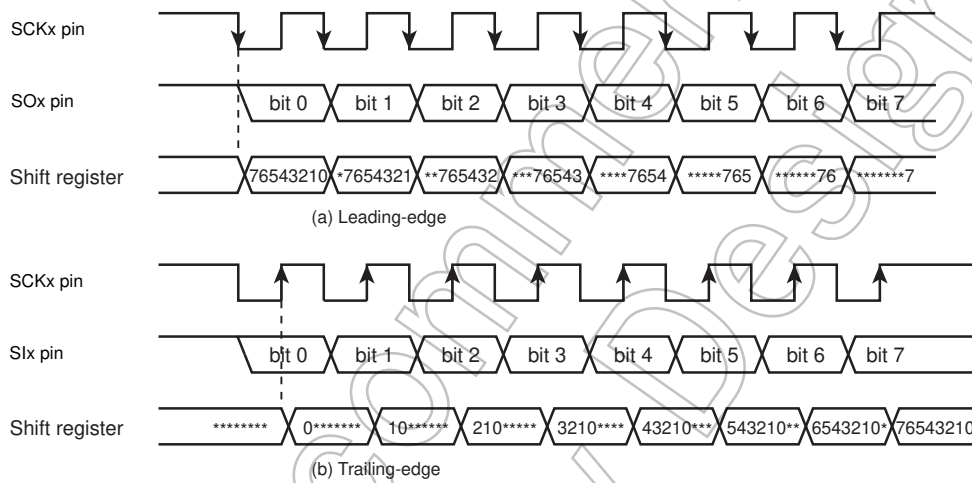 SCKx pin
SOx pin bit 0 bit 1 bit 2 bit 3 bit 4 bit 5 bit 6 bit 7
Shift register 76543210 *7654321 **765432 ***76543 ****7654 *****765 ******76 *******7
(a) Leading-edge
SCKx pin
SIx pin bit 0 bit 1 bit 2 bit 3 bit 4 bit 5 bit 6 bit 7
Shift register ******** 0******* 10****** 210***** 3210**** 43210*** 543210** 6543210* 76543210
(b) Trailing-edge